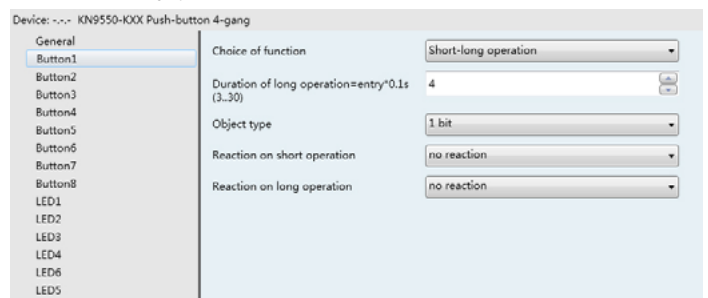 Device: -.-.- KN9550-KXX Push-button 4-gang
General
Button1
Button2
Button3
Button4
Button5
Button6
Button7
Button8
LED1
LED2
LED3
LED4
LED6
LED5
Choice of function
Short-long operation
Duration of long operation=entry*0.1s
(3..30)
4
Object type
1 bit
Reaction on short operation
no reaction
Reaction on long operation
no reaction